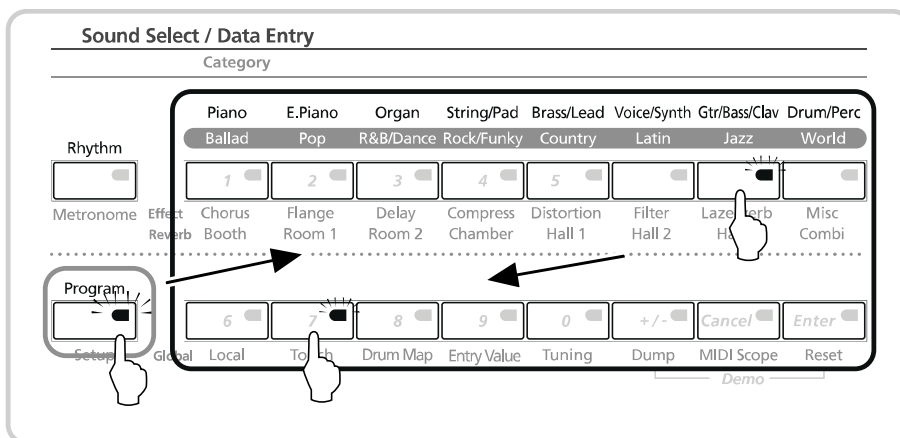 Sound Select / Data Entry
Category
Piano E.Piano Organ String/Pad Brass/Lead Voice/Synth Gtr/Bass/Clav Drum/Perc
Rhythm Ballad Pop R&B/Dance Rock/Funky Country Latin Jazz World
1 2 3 4 5
Metronome Effect Chorus Flange Delay Compress Distortion Filter Misc
Reverb Booth Room 1 Room 2 Chamber Hall 1 Hall 2 Combi
Program
6 7 8 9 0 +/- Cancel Enter
Setup Global Local Drum Map Entry Value Tuning Dump MIDI Scope Reset
Demo